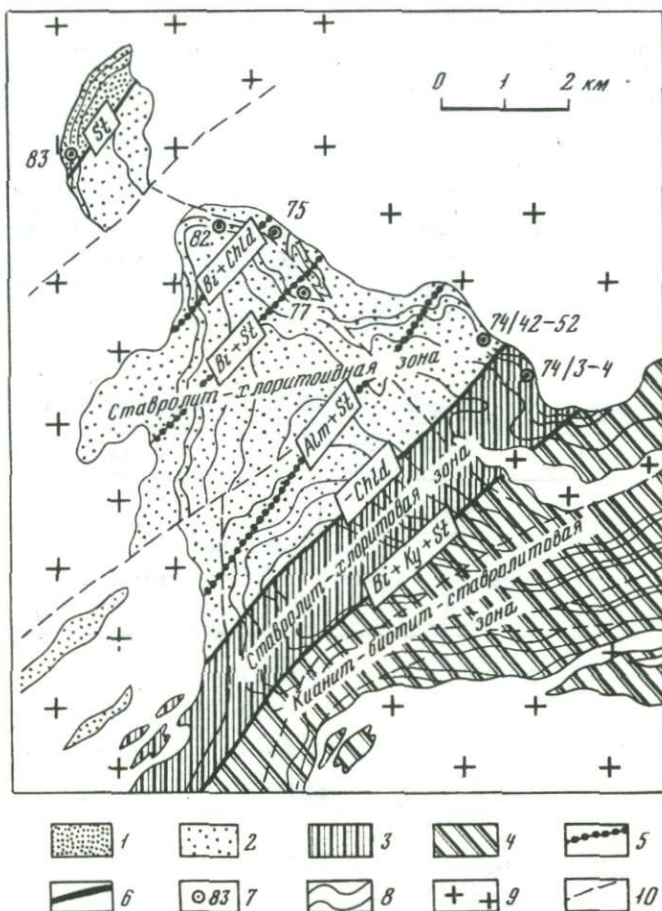 0 1 2 км
St
83
75
82
Bi + Chld
77
Bi + St
74/42-52
74/3-4
Ставролит-хлоритоидная зона
Alm + St
- Chld
Ставролит-хлоритовая зона
Bi + Ky + St
Кианит-биотит-ставролитовая
зона
1 2 3 4 5
6 83 7 8 9 10